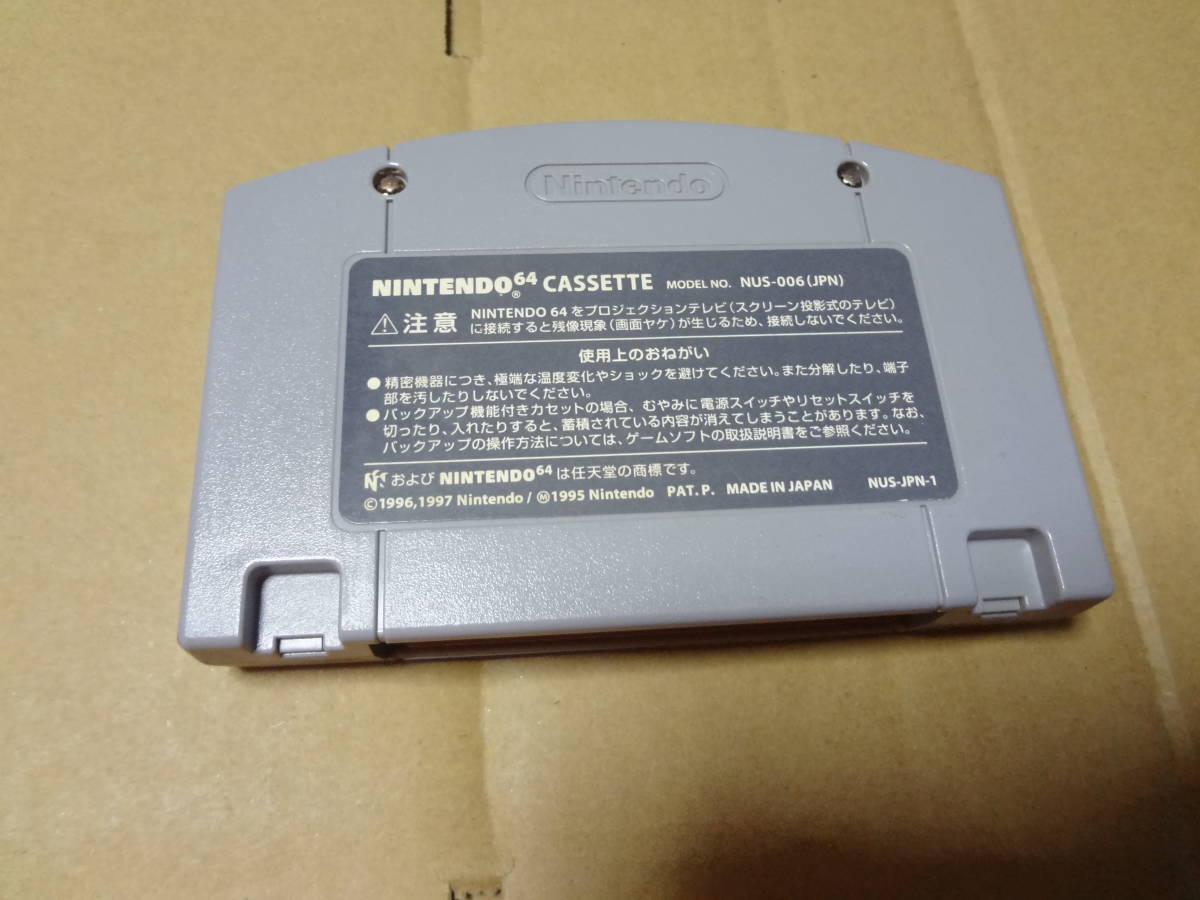 Nintendo
NINTENDO64 ® CASSETTE MODEL NO. NUS-006(JPN)
⚠注意 NINTENDO 64をプロジェクションテレビ(スクリーン投影式のテレビ)
に接続すると残像現象(画面ヤケ)が生じるため、接続しないでください。
使用上のおねがい
●精密機器につき、極端な温度変化やショックを避けてください。また分解したり、端子
部を汚したりしないでください。
●バックアップ機能付きカセットの場合、むやみに電源スイッチやリセットスイッチを
切ったり、入れたりすると、蓄積されている内容が消えてしまうことがあります。なお、
バックアップの操作方法については、ゲームソフトの取扱説明書をご参照ください。
および NINTENDO64 は任天堂の商標です。
©1996,1997 Nintendo / Ⓜ1995 Nintendo PAT. P. MADE IN JAPAN NUS-JPN-1